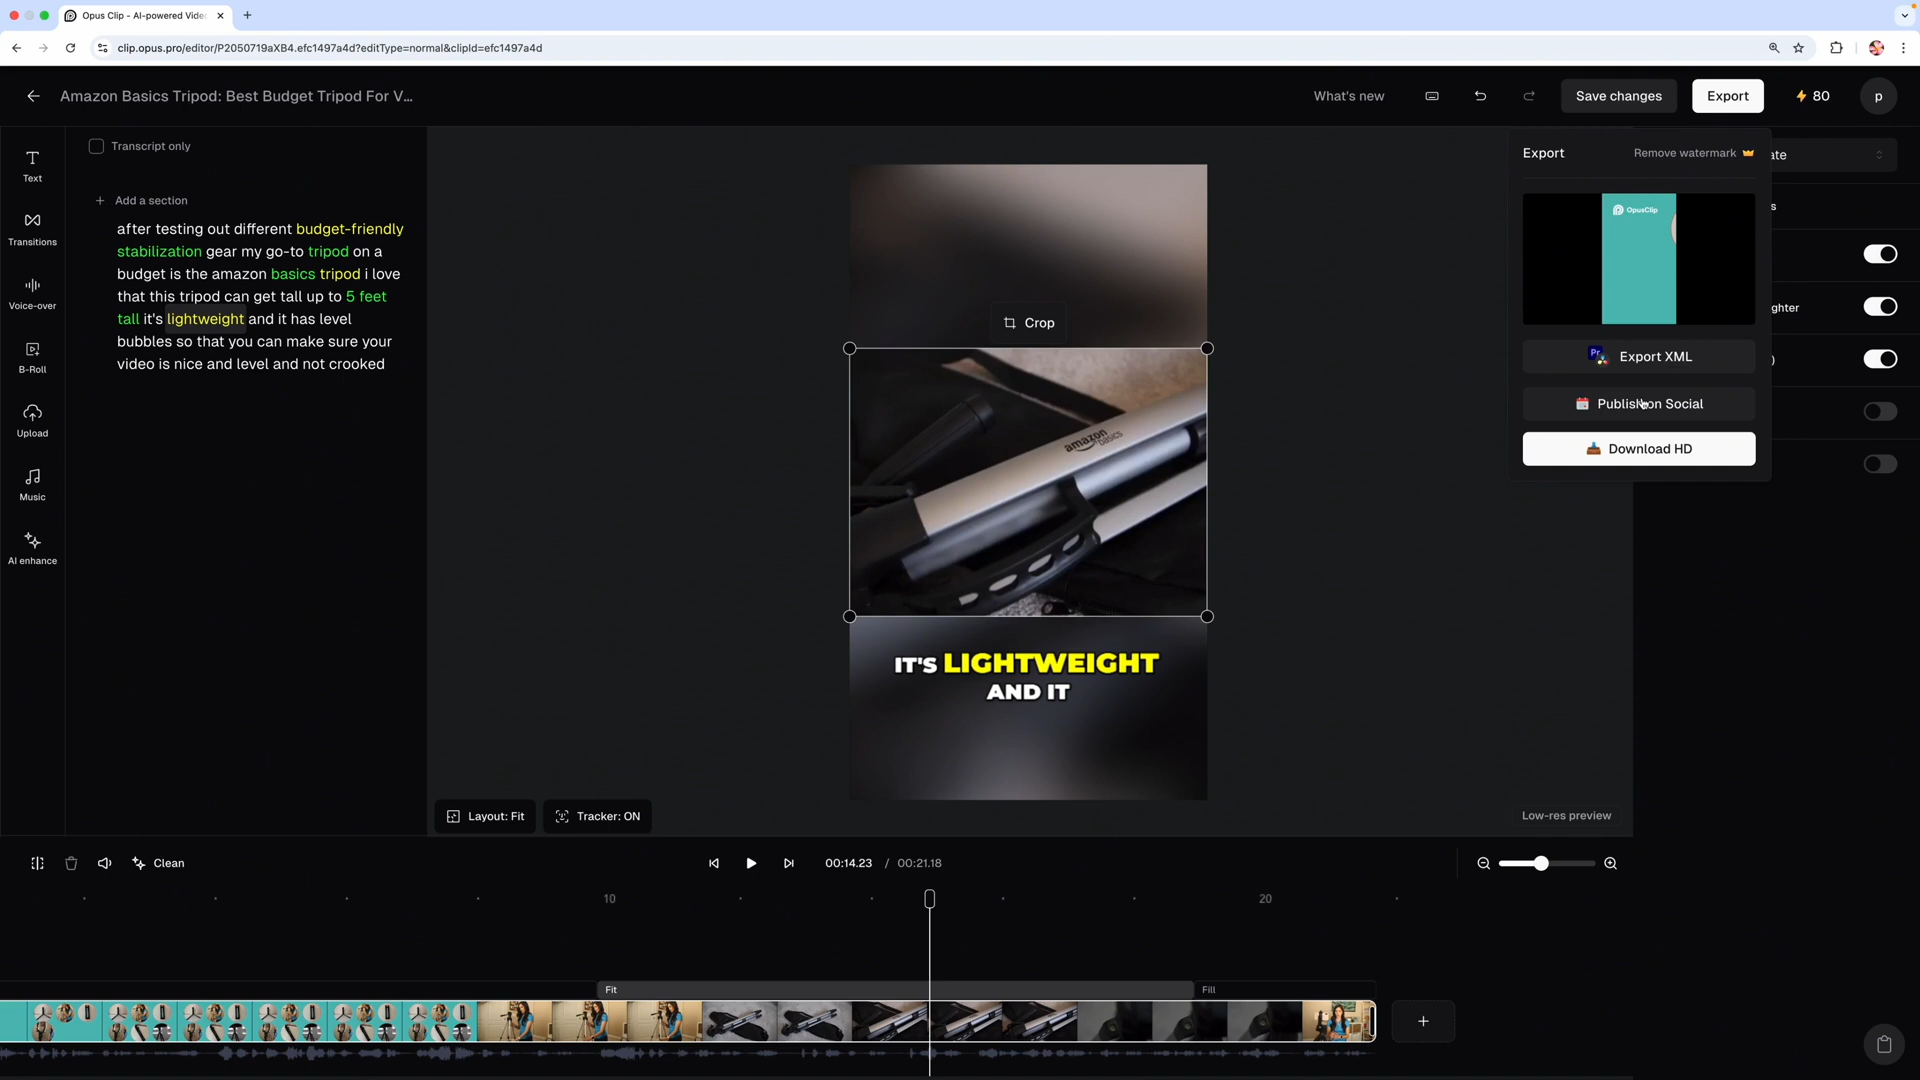 Opus Clip - AI-powered Vide
clip.opus.pro/editor/P2050719aXB4.efc1497a4d?editType=normal&clipId=efc1497a4d
Amazon Basics Tripod: Best Budget Tripod For V...
What's new
Save changes
Export
80
p
Text
Transitions
Voice-over
B-Roll
Upload
Music
AI enhance
Transcript only
Add a section
after testing out different budget-friendly
stabilization gear my go-to tripod on a
budget is the amazon basics tripod i love
that this tripod can get tall up to 5 feet
tall it's lightweight and it has level
bubbles so that you can make sure your
video is nice and level and not crooked
Crop
amazon
basics
IT'S LIGHTWEIGHT
AND IT
Export
Remove watermark
ate
OpusClip
s
ghter
Export XML
)
Publish on Social
Download HD
Layout: Fit
Tracker: ON
Low-res preview
Clean
00:14.23 / 00:21.18
10
20
Fit
Fill